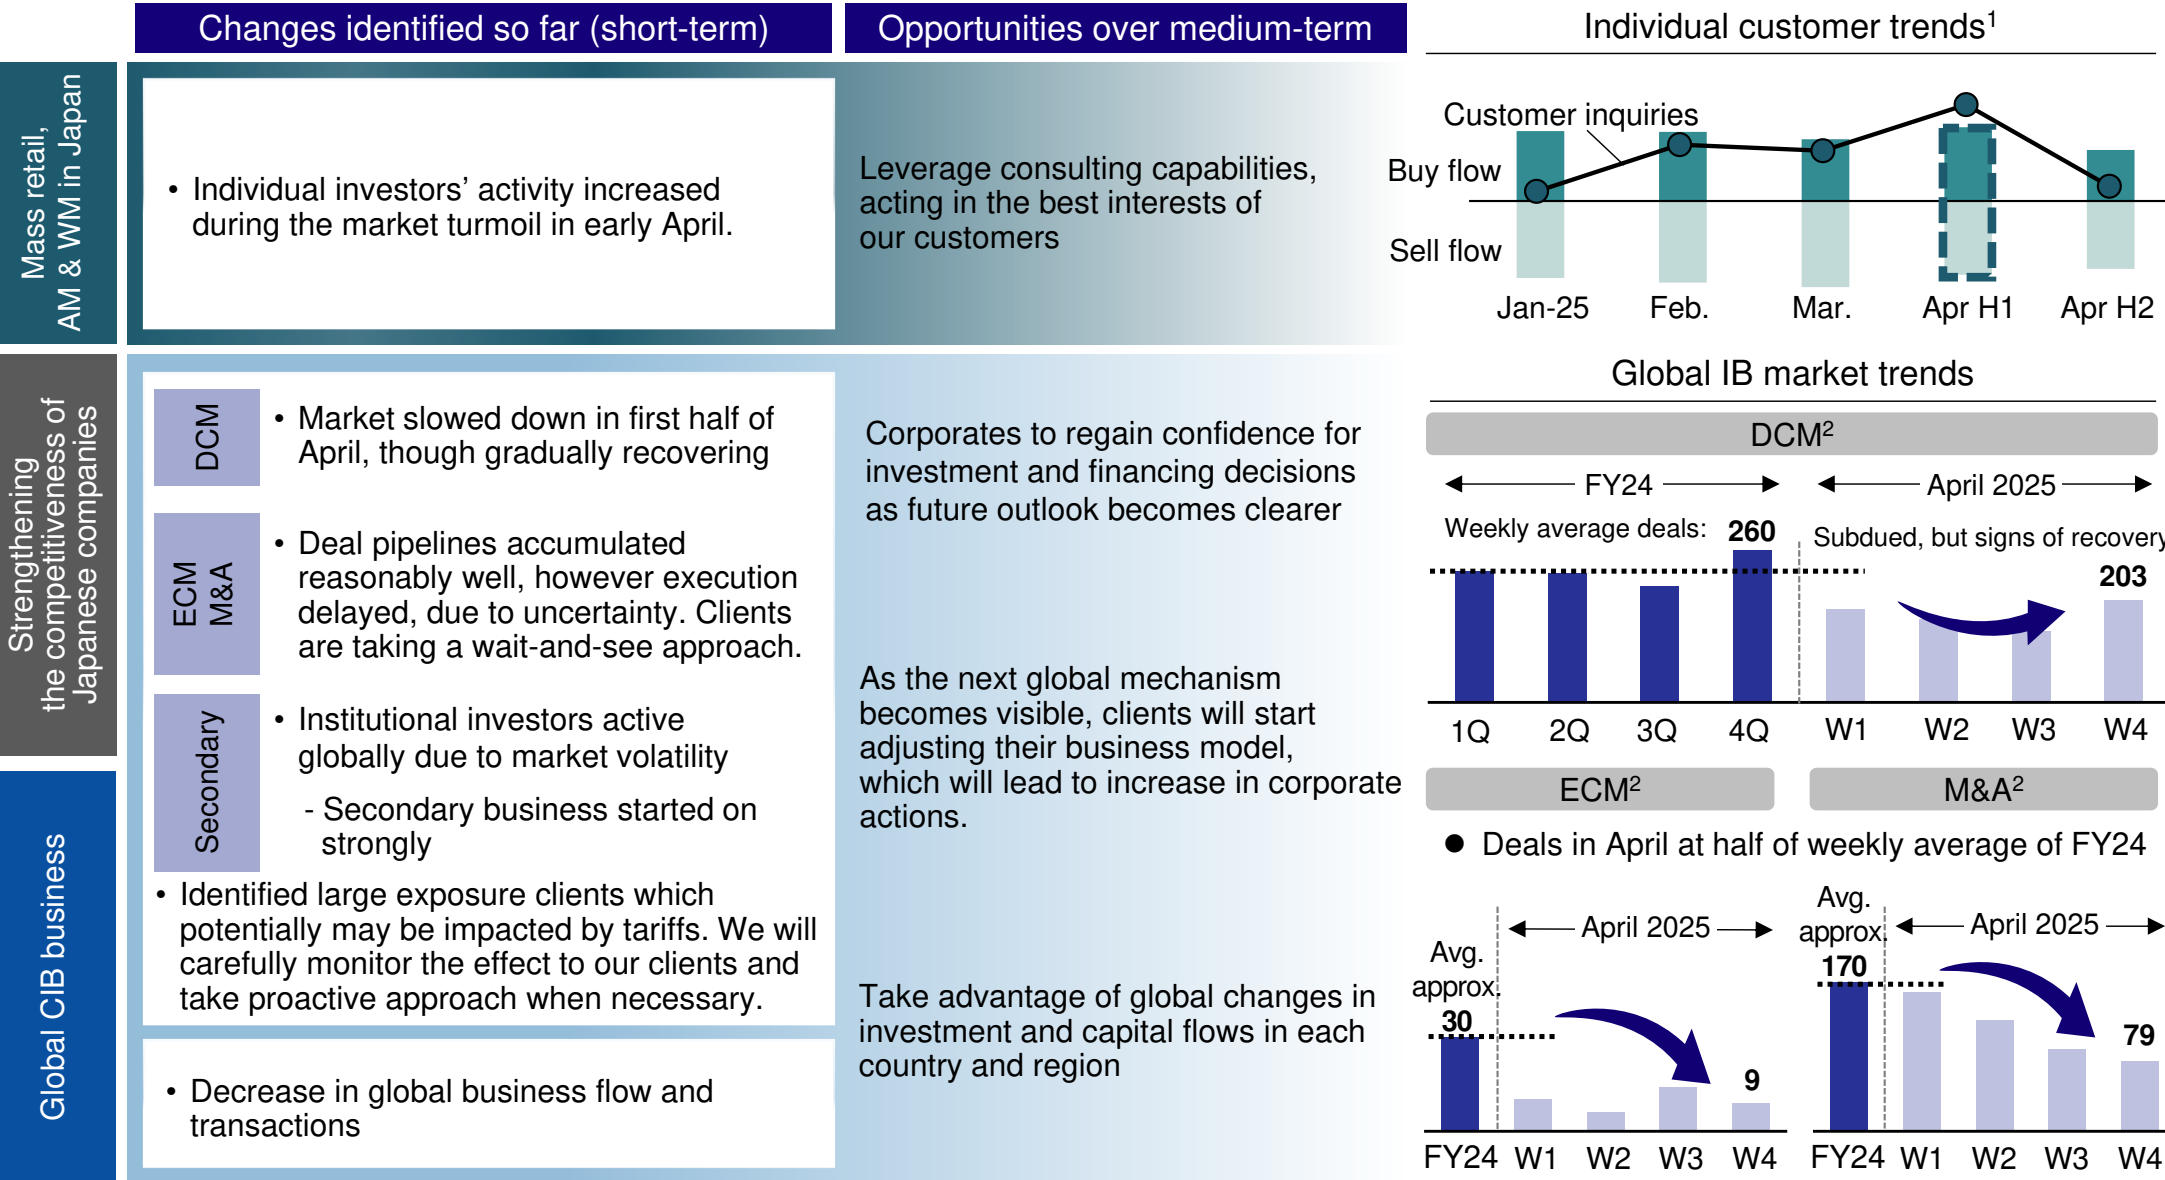 Changes identified so far (short-term)
Opportunities over medium-term
Mass retail,
AM & WM in Japan
• Individual investors’ activity increased
during the market turmoil in early April.
Leverage consulting capabilities,
acting in the best interests of
our customers
Strengthening
the competitiveness of
Japanese companies
Global CIB business
DCM
• Market slowed down in first half of
April, though gradually recovering
ECM
M&A
• Deal pipelines accumulated
reasonably well, however execution
delayed, due to uncertainty. Clients
are taking a wait-and-see approach.
Secondary
• Institutional investors active
globally due to market volatility
- Secondary business started on
strongly
• Identified large exposure clients which
potentially may be impacted by tariffs. We will
carefully monitor the effect to our clients and
take proactive approach when necessary.
• Decrease in global business flow and
transactions
Corporates to regain confidence for
investment and financing decisions
as future outlook becomes clearer
As the next global mechanism
becomes visible, clients will start
adjusting their business model,
which will lead to increase in corporate
actions.
Take advantage of global changes in
investment and capital flows in each
country and region
Individual customer trends¹
Customer inquiries
Buy flow
Sell flow
Jan-25 Feb. Mar. Apr H1 Apr H2
Global IB market trends
DCM²
FY24 April 2025
Weekly average deals: 260
Subdued, but signs of recovery
203
1Q 2Q 3Q 4Q W1 W2 W3 W4
ECM² M&A²
● Deals in April at half of weekly average of FY24
Avg.
approx.
30
April 2025
9
FY24 W1 W2 W3 W4
Avg.
approx.
170
April 2025
79
FY24 W1 W2 W3 W4